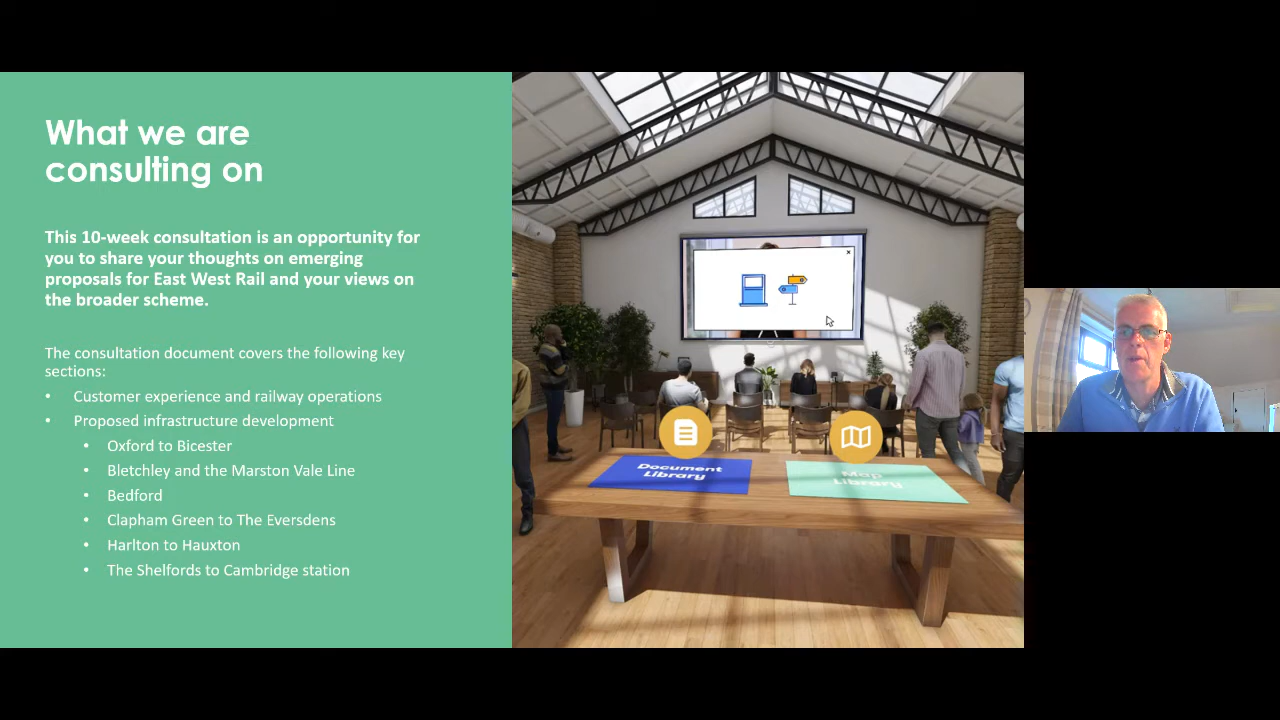 What we are
consulting on
This 10-week consultation is an opportunity for
you to share your thoughts on emerging
proposals for East West Rail and your views on
the broader scheme.
The consultation document covers the following key
sections:
• Customer experience and railway operations
• Proposed infrastructure development
• Oxford to Bicester
• Bletchley and the Marston Vale Line
• Bedford
• Clapham Green to The Eversdens
• Harlton to Hauxton
• The Shelfords to Cambridge station
Document
Library
Map
Library